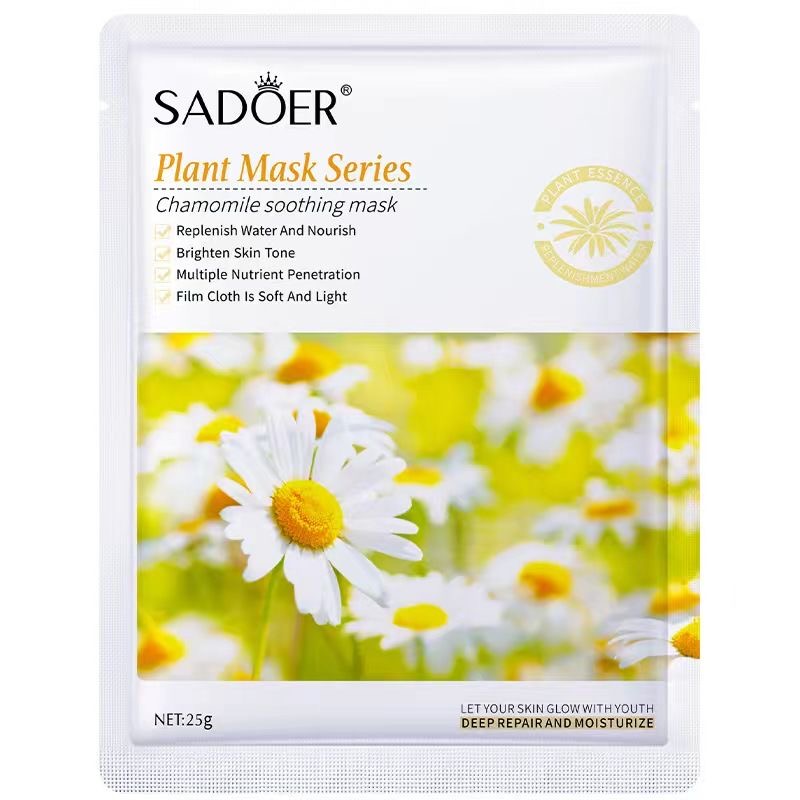 SADOER®
Plant Mask Series
Chamomile soothing mask
Replenish Water And Nourish
Brighten Skin Tone
Multiple Nutrient Penetration
Film Cloth Is Soft And Light
PLANT ESSENCE
REPLENISHMENT WATER
NET:25g
LET YOUR SKIN GLOW WITH YOUTH
DEEP REPAIR AND MOISTURIZE